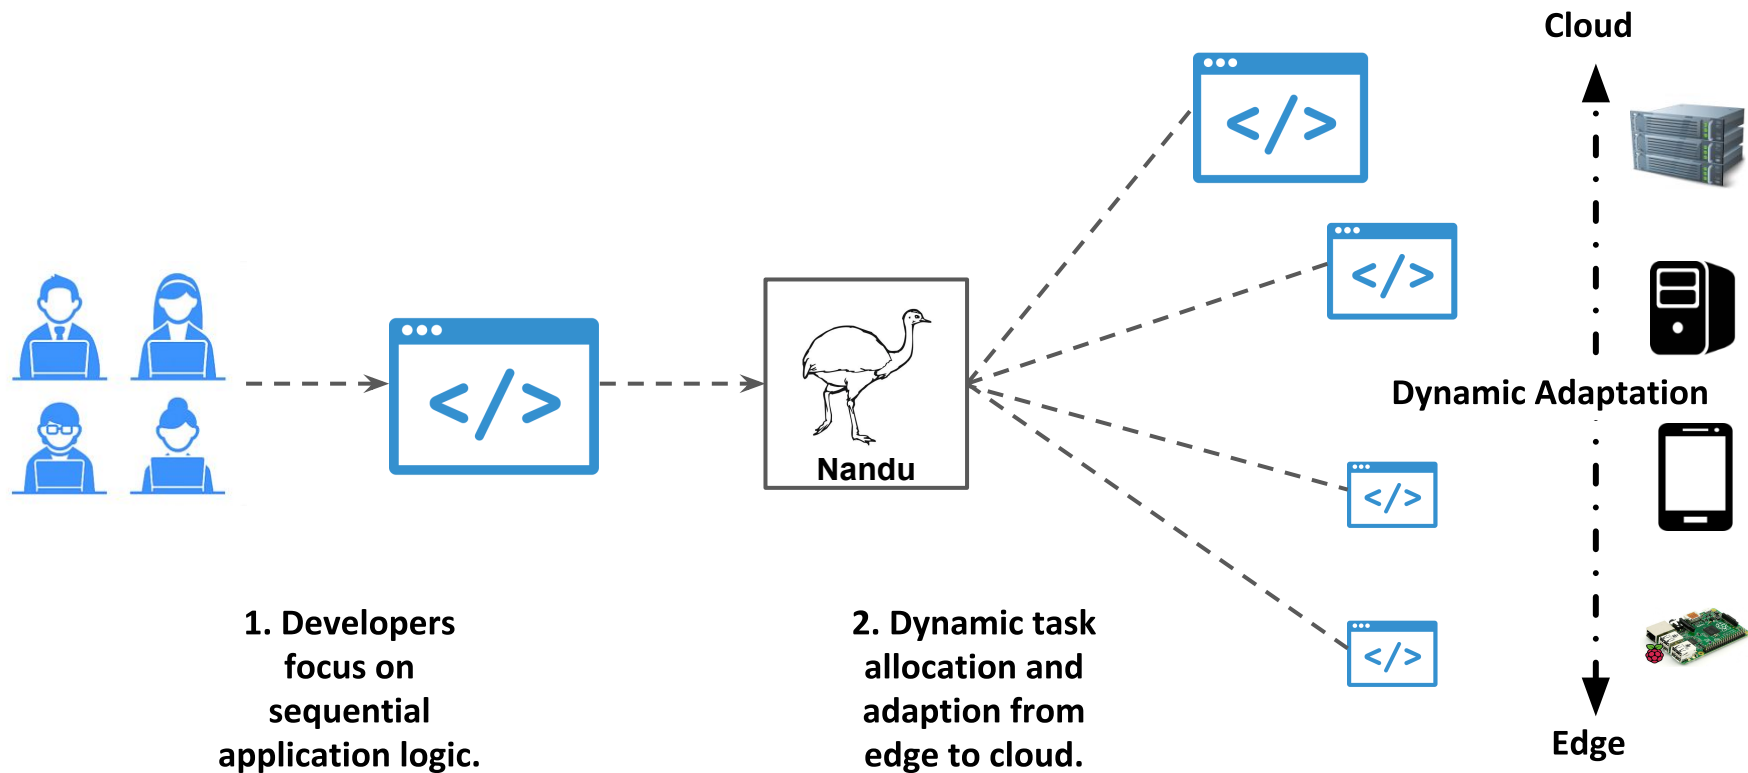 Cloud
</>
</>
</>
Nandu
Dynamic Adaptation
</>
</>
1. Developers
focus on
sequential
application logic.
2. Dynamic task
allocation and
adaption from
edge to cloud.
Edge